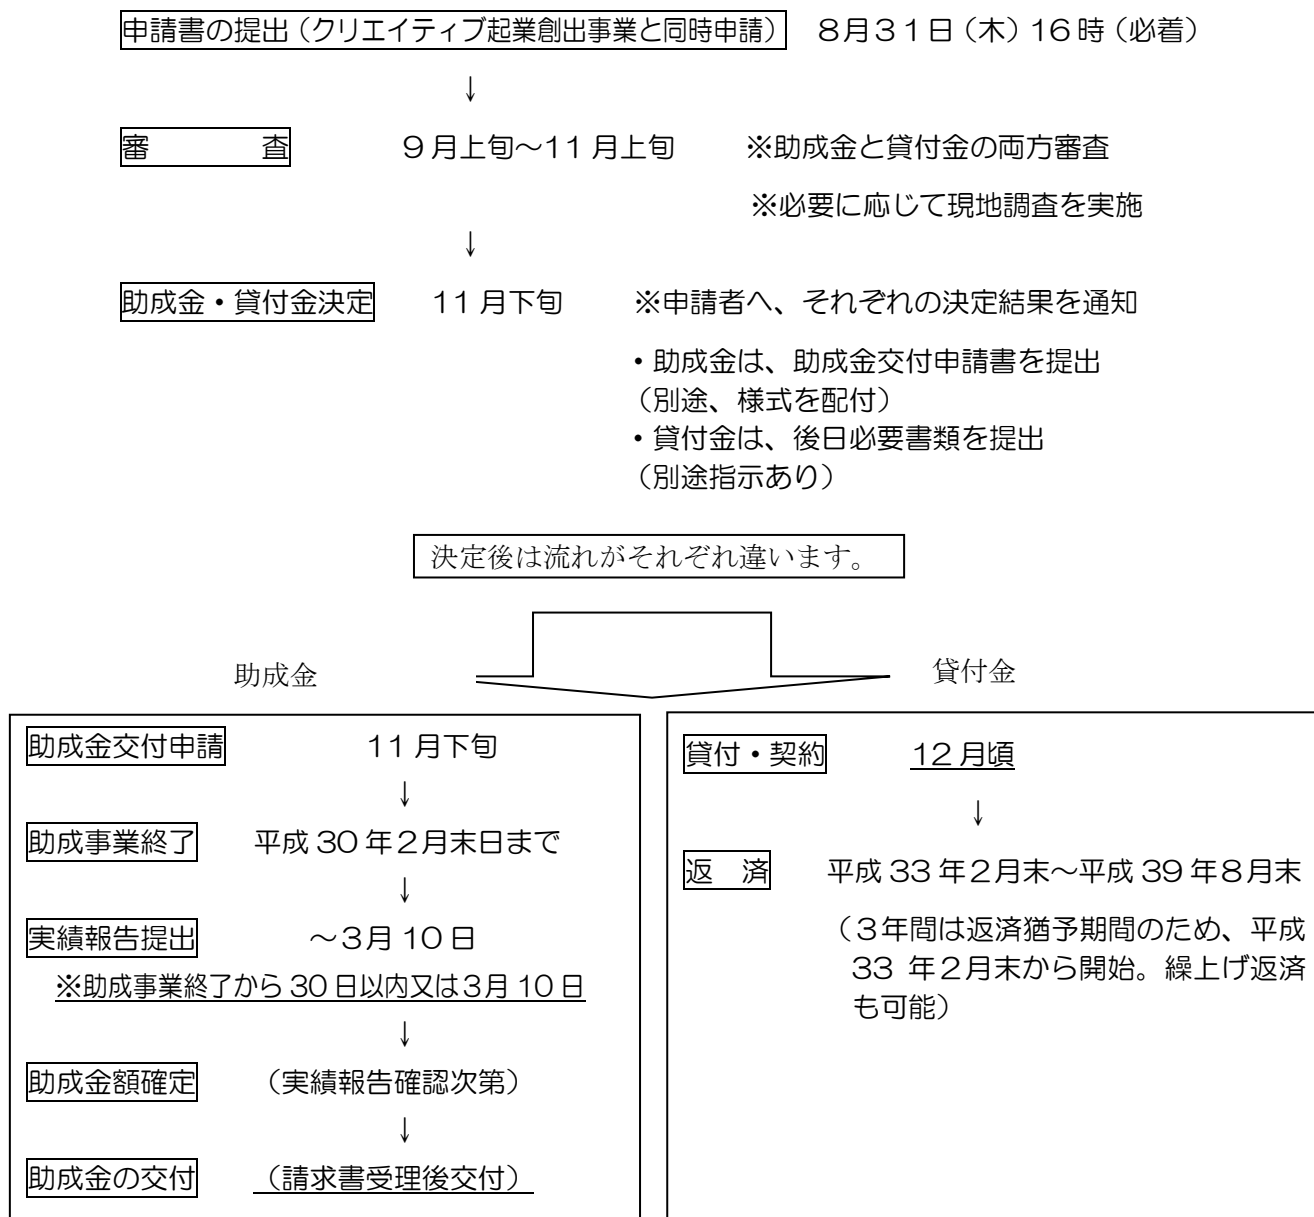 申請書の提出（クリエイティブ起業創出事業と同時申請） 8月31日（木）16時（必着）
↓
審 査 9月上旬～11月上旬 ※助成金と貸付金の両方審査
※必要に応じて現地調査を実施
↓
助成金・貸付金決定 11月下旬 ※申請者へ、それぞれの決定結果を通知
・助成金は、助成金交付申請書を提出
（別途、様式を配付）
・貸付金は、後日必要書類を提出
（別途指示あり）
決定後は流れがそれぞれ違います。
助成金
助成金交付申請 11月下旬
↓
助成事業終了 平成30年2月末日まで
↓
実績報告提出 ～3月10日
※助成事業終了から30日以内又は3月10日
↓
助成金額確定 （実績報告確認次第）
↓
助成金の交付 （請求書受理後交付）
貸付金
貸付・契約 12月頃
↓
返 済 平成33年2月末～平成39年8月末
（3年間は返済猶予期間のため、平成
33 年2月末から開始。繰上げ返済
も可能）